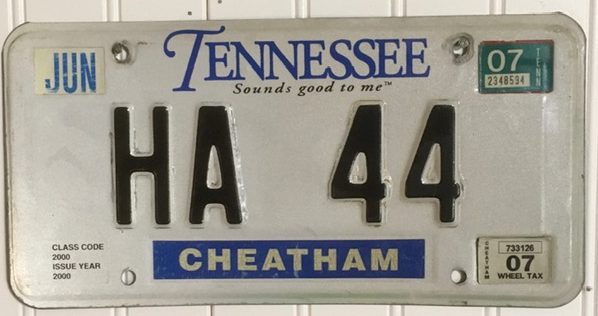 JUN
TENNESSEE
Sounds good to me™
07
TENN
2348594
HA 44
CLASS CODE
2000
ISSUE YEAR
2000
CHEATHAM
CHEATHAM
733126
07
WHEEL TAX